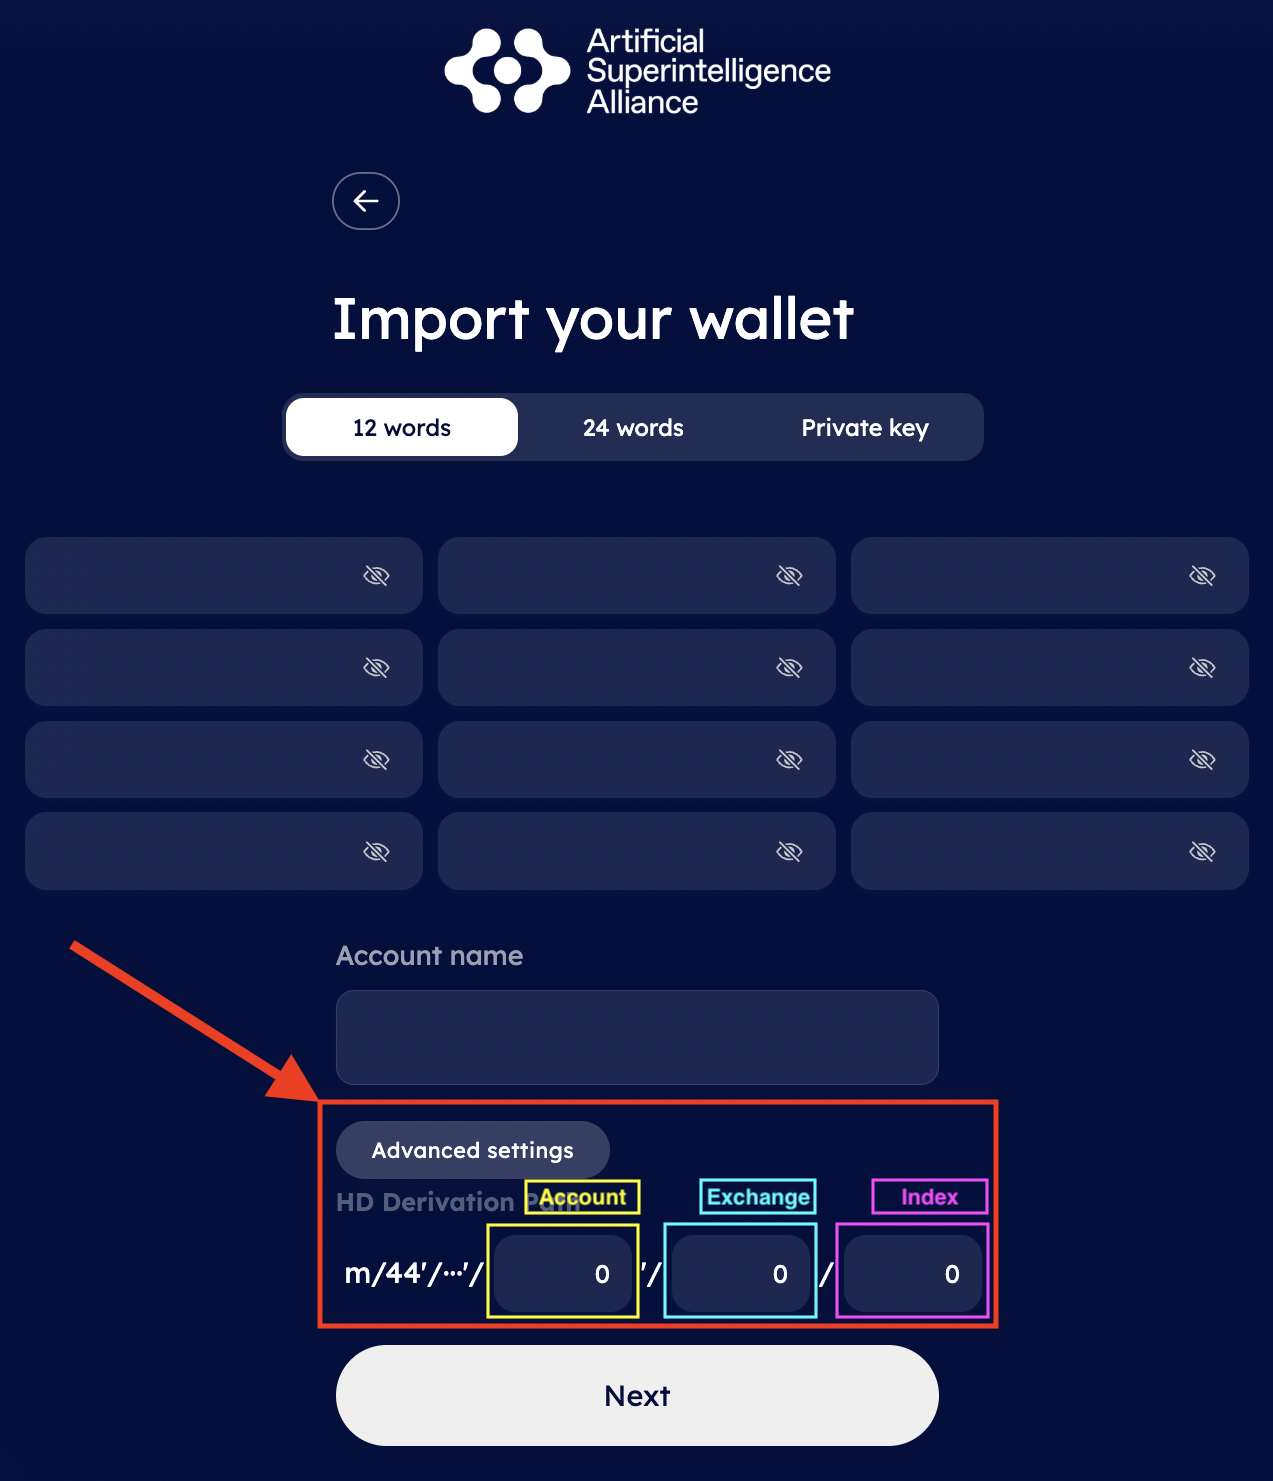 Artificial
Superintelligence
Alliance
Import your wallet
12 words 24 words Private key
Account name
Advanced settings
HD Derivation Path
Account Exchange Index
m/44'/···'/ 0 '/ 0 / 0
Next